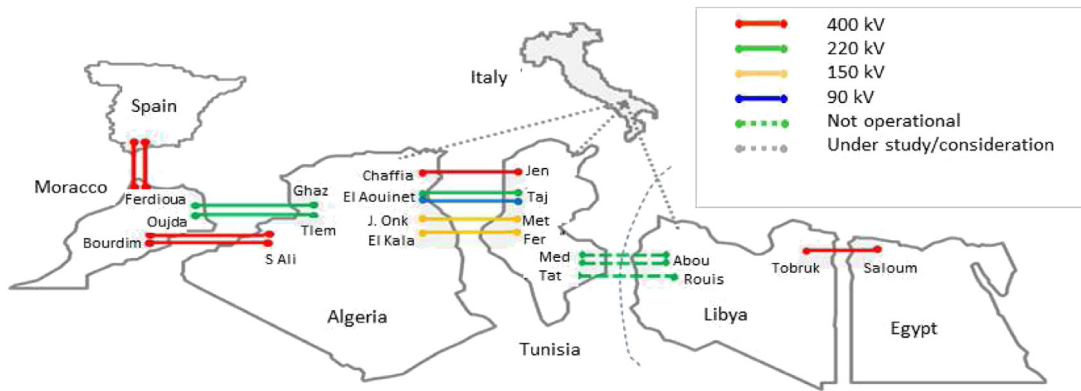 400 kV
220 kV
150 kV
90 kV
Not operational
Under study/consideration
Italy
Spain
Moracco
Ferdioua
Oujda
Bourdim
Ghaz
Tlem
S Ali
Chaffia
El Aouinet
J. Onk
El Kala
Jen
Taj
Met
Fer
Med
Tat
Abou
Rouis
Tobruk
Saloum
Algeria
Tunisia
Libya
Egypt